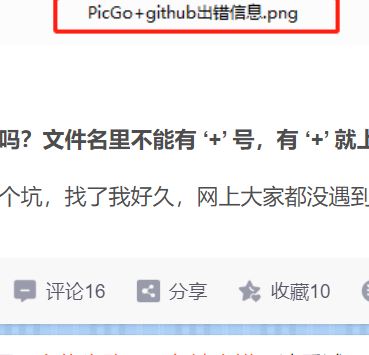 PicGo+github出错信息.png
吗？文件名里不能有 ‘+’ 号，有 ‘+’ 就上
个坑，找了我好久，网上大家都没遇到
评论16 分享 收藏10